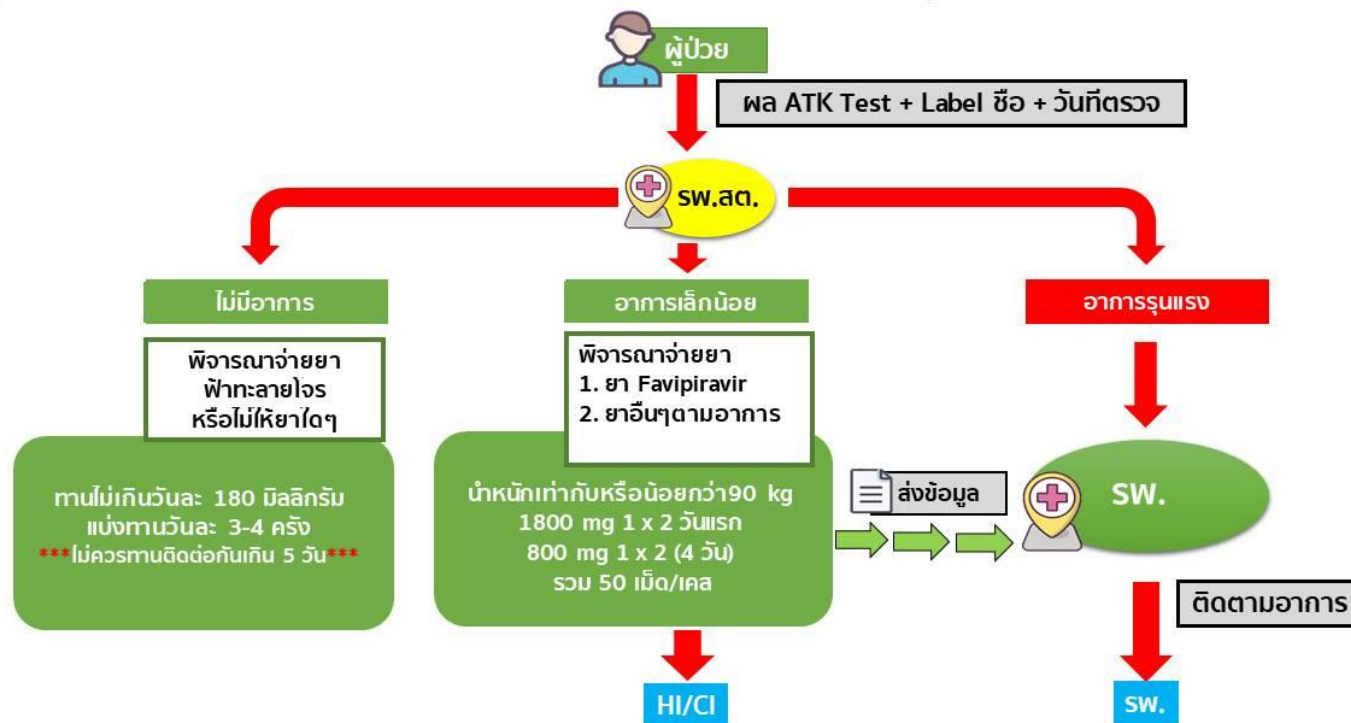 ผู้ป่วย
ผล ATK Test + Label ชื่อ + วันที่ตรวจ
รพ.สต.
ไม่มีอาการ
พิจารณาจ่ายยา
ฟ้าทะลายโจร
หรือไม่ให้ยาใดๆ
ทานไม่เกินวันละ 180 มิลลิกรัม
แบ่งทานวันละ 3-4 ครั้ง
***ไม่ควรทานติดต่อกันเกิน 5 วัน***
อาการเล็กน้อย
พิจารณาจ่ายยา
1. ยา Favipiravir
2. ยาอื่นๆตามอาการ
น้ำหนักเท่ากับหรือน้อยกว่า90 kg
1800 mg 1 x 2 วันแรก
800 mg 1 x 2 (4 วัน)
รวม 50 เม็ด/เคส
HI/CI
อาการรุนแรง
ส่งข้อมูล
รพ.
ติดตามอาการ
รพ.